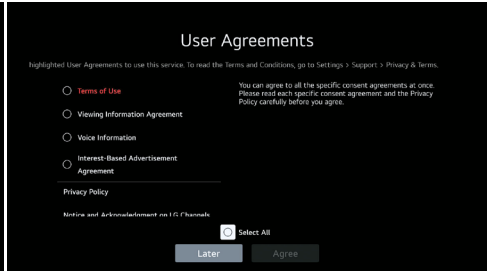 User Agreements
highlighted User Agreements to use this service. To read the Terms and Conditions, go to Settings > Support > Privacy & Terms.
Terms of Use
You can agree to all the specific consent agreements at once.
Please read each specific consent agreement and the Privacy
Policy carefully before you agree.
Viewing Information Agreement
Voice Information
Interest-Based Advertisement
Agreement
Privacy Policy
Notice and Acknowledgment on LG Channels
Select All
Later
Agree